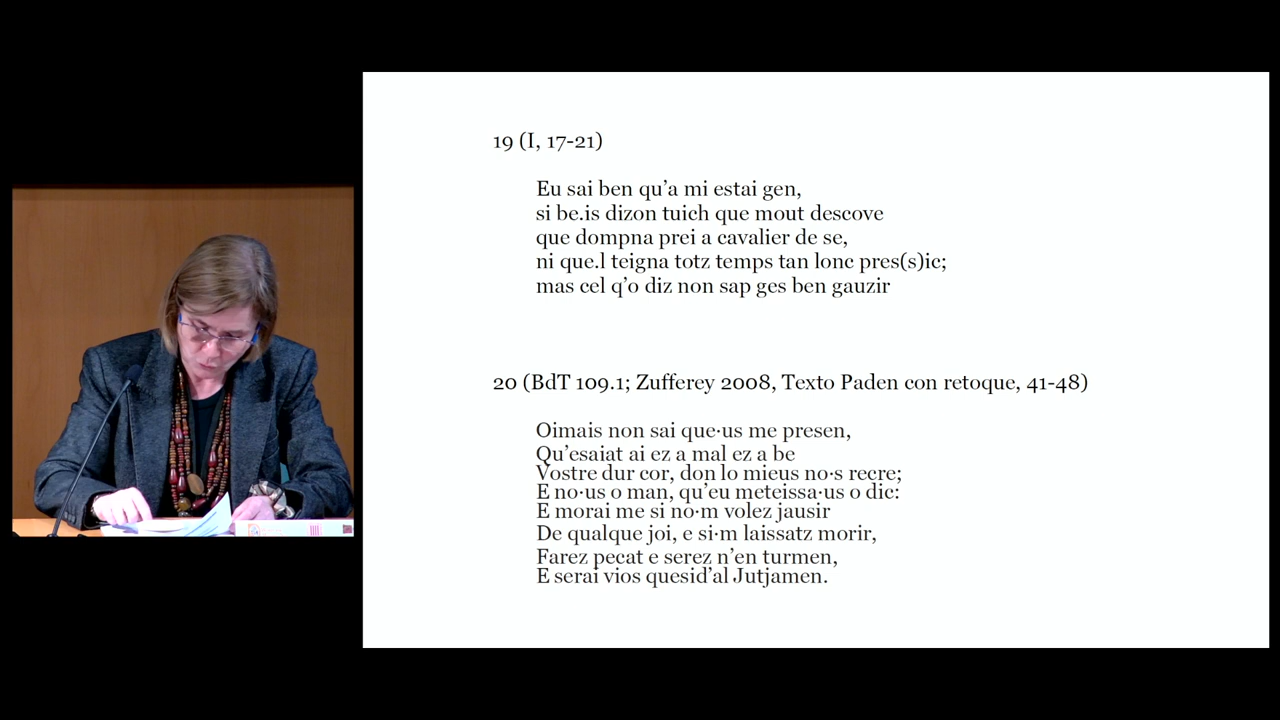 19 (I, 17-21)
Eu sai ben qu’a mi estai gen,
si be.is dizon tuich que mout descove
que dompna prei a cavalier de se,
ni que.l teigna totz temps tan lonc pres(s)ic;
mas cel q’o diz non sap ges ben gauzir
20 (BdT 109.1; Zufferey 2008, Texto Paden con retoque, 41-48)
Oimais non sai que·us me presen,
Qu’esaiat ai ez a mal ez a be
Vostre dur cor, don lo mieus no·s recre;
E no·us o man, qu’eu meteissa·us o dic:
E morai me si no·m volez jausir
De qualque joi, e si·m laissatz morir,
Farez pecat e serez n’en turmen,
E serai vios quesid’al Jutjamen.